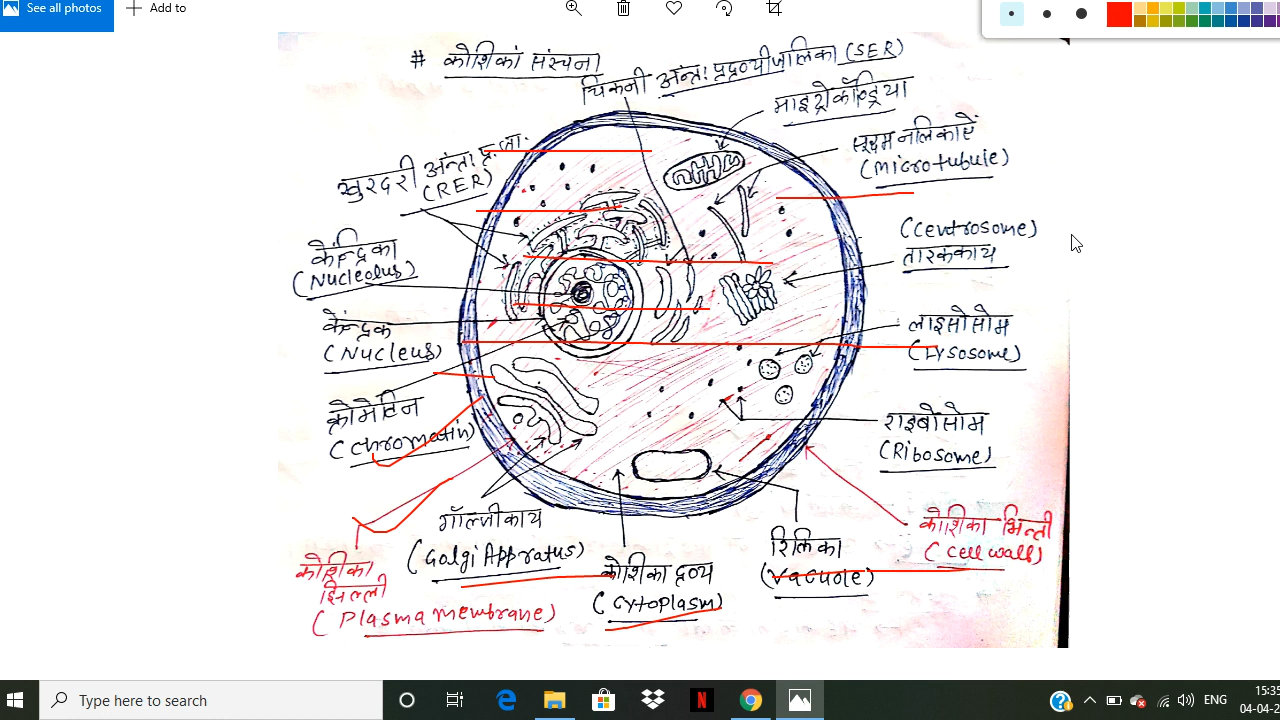 See all photos
Add to
# कोशिका संरचना
चिकनी अन्तः प्रद्रव्यीजालिका (SER)
माइटोकॉण्ड्रिया
सूक्ष्म नलिकाऐं
(Microtubule)
खुरदरी अंतः प्र. जा.
(RER)
(Centrosome)
तारककाय
केन्द्रिका
(Nucleolus)
केन्द्रक
(Nucleus)
लाइसोसोम
(Lysosome)
क्रोमेटिन
(Chromatin)
राइबोसोम
(Ribosome)
गॉल्जीकाय
(Golgi Appratus)
कोशिका द्रव्य
(Cytoplasm)
रिक्तिका
(Vacuole)
कोशिका भित्ती
(Cell wall)
कोशिका
झिल्ली
(Plasma membrane)
Type here to search
ENG
15:35
04-04-2